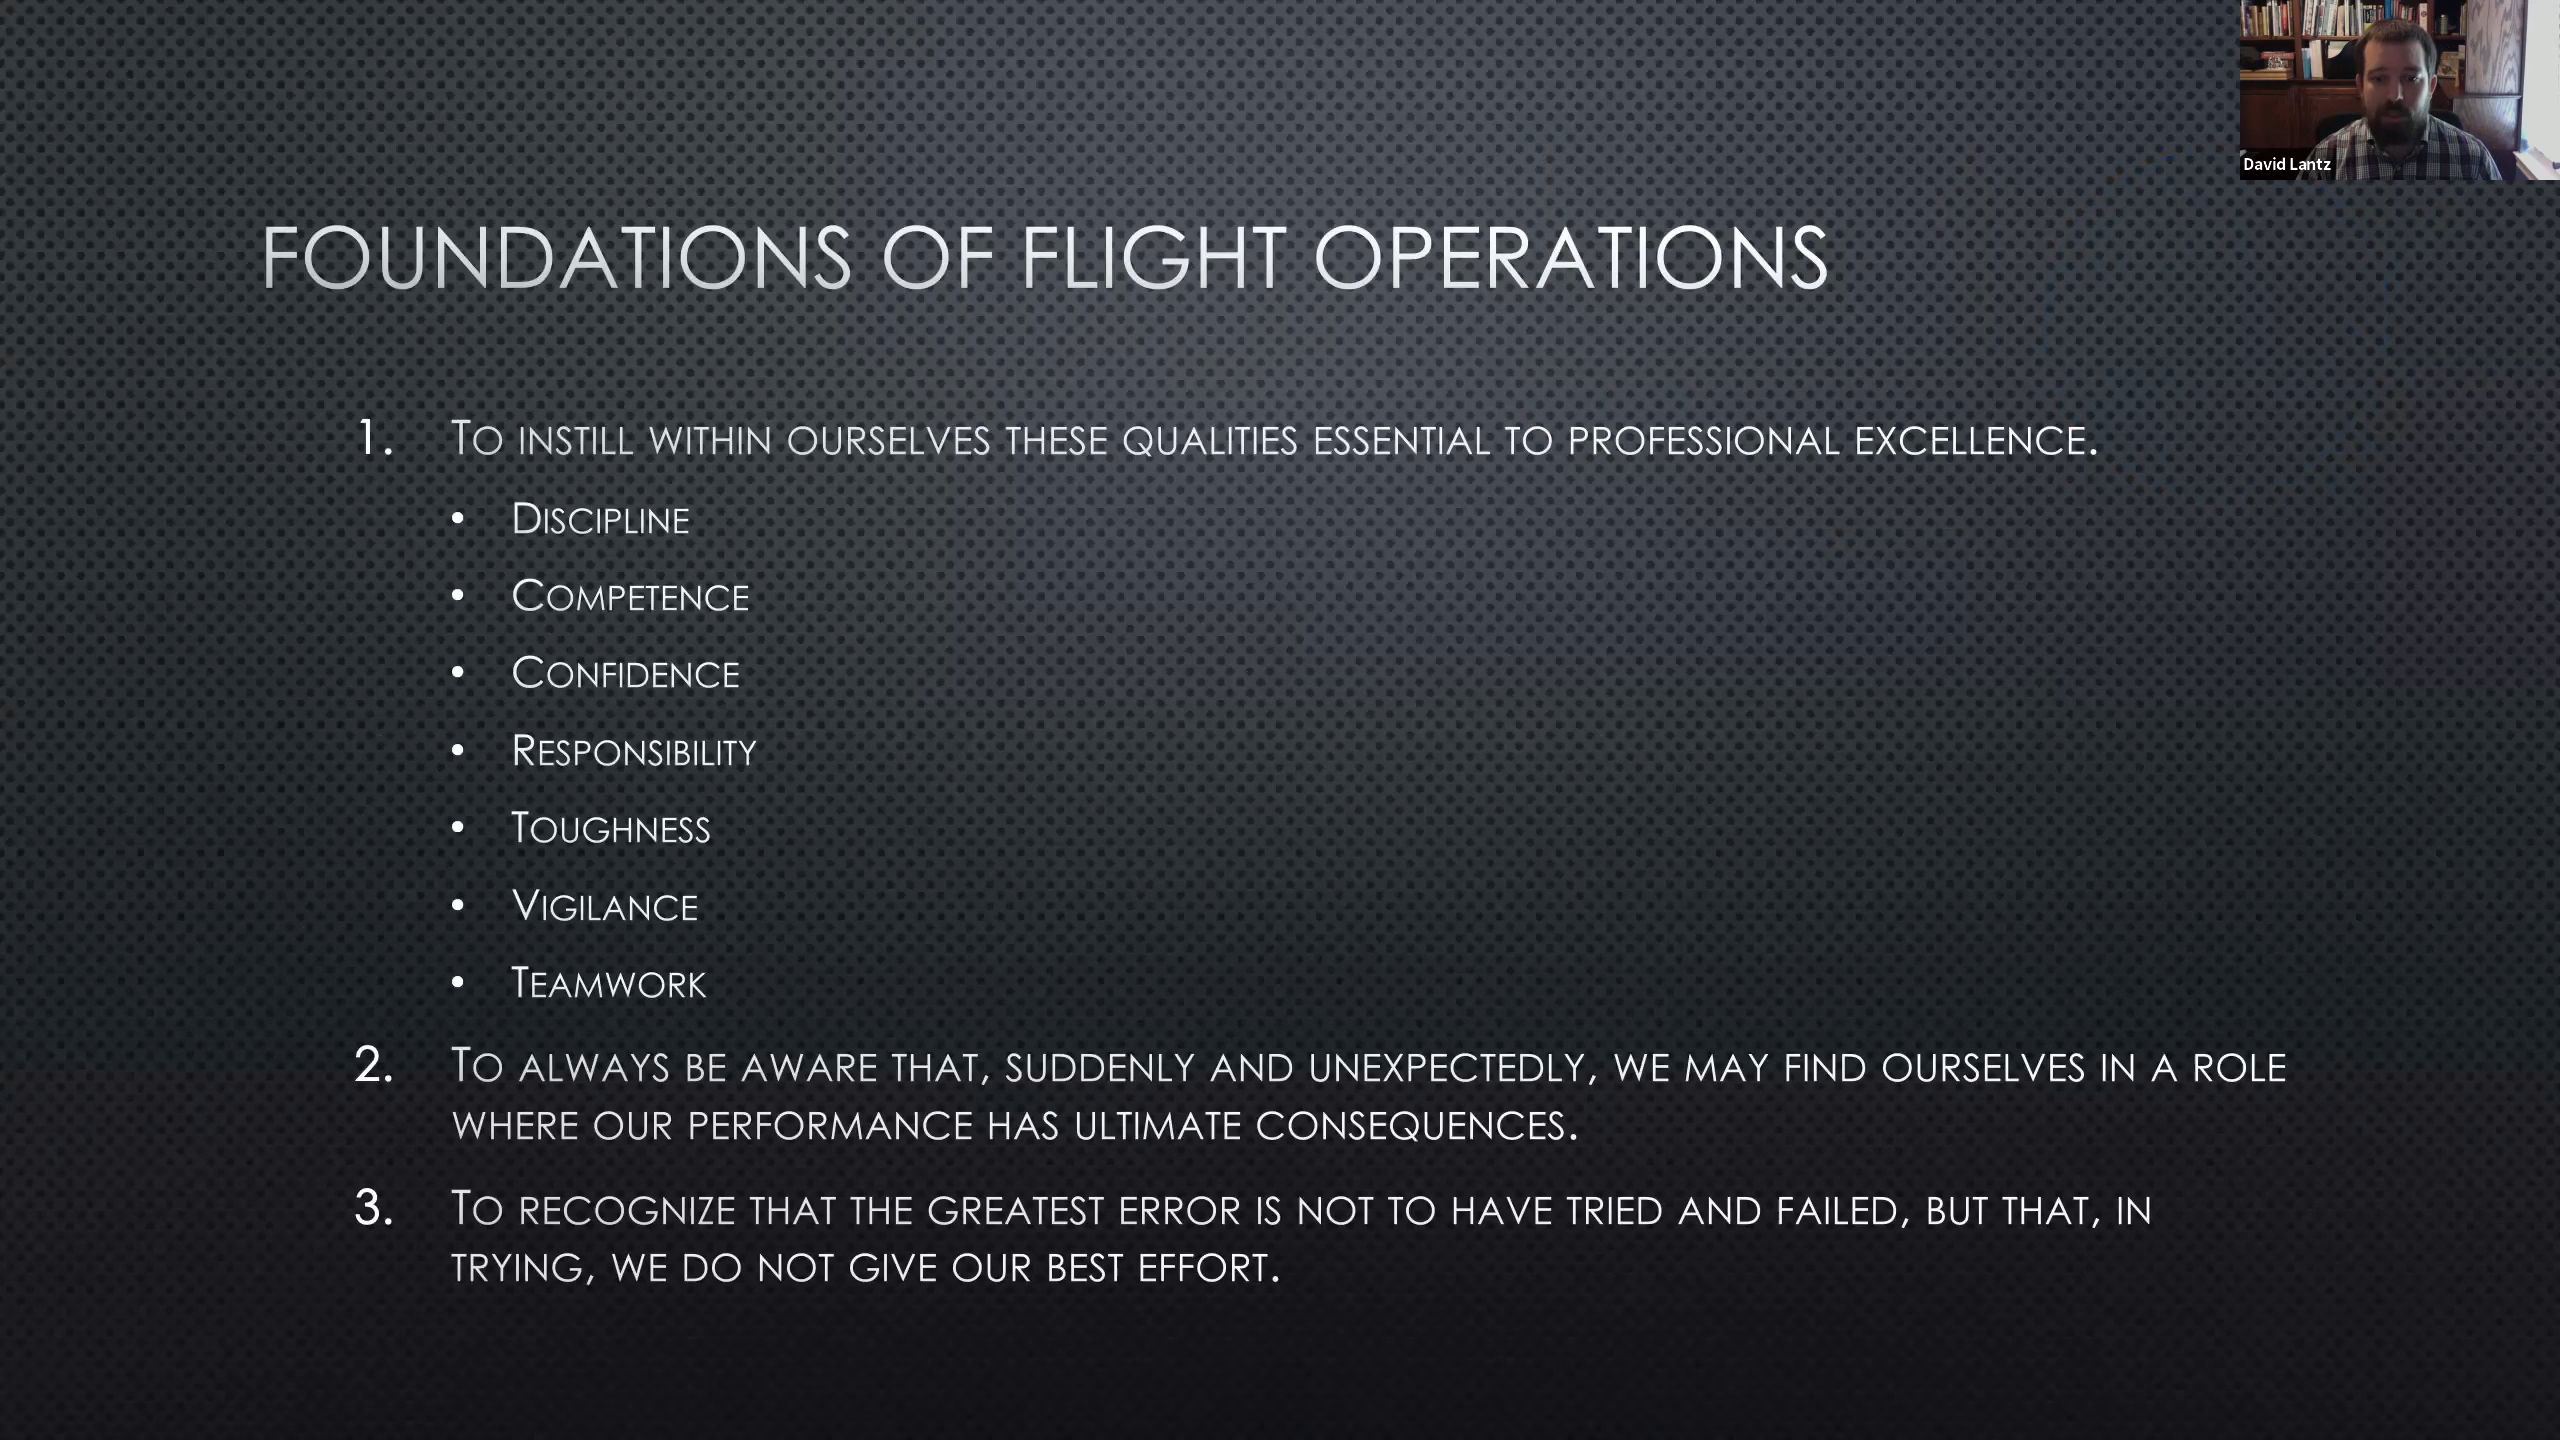 David Lantz
FOUNDATIONS OF FLIGHT OPERATIONS
1. TO INSTILL WITHIN OURSELVES THESE QUALITIES ESSENTIAL TO PROFESSIONAL EXCELLENCE.
• DISCIPLINE
• COMPETENCE
• CONFIDENCE
• RESPONSIBILITY
• TOUGHNESS
• VIGILANCE
• TEAMWORK
2. TO ALWAYS BE AWARE THAT, SUDDENLY AND UNEXPECTEDLY, WE MAY FIND OURSELVES IN A ROLE
WHERE OUR PERFORMANCE HAS ULTIMATE CONSEQUENCES.
3. TO RECOGNIZE THAT THE GREATEST ERROR IS NOT TO HAVE TRIED AND FAILED, BUT THAT, IN
TRYING, WE DO NOT GIVE OUR BEST EFFORT.